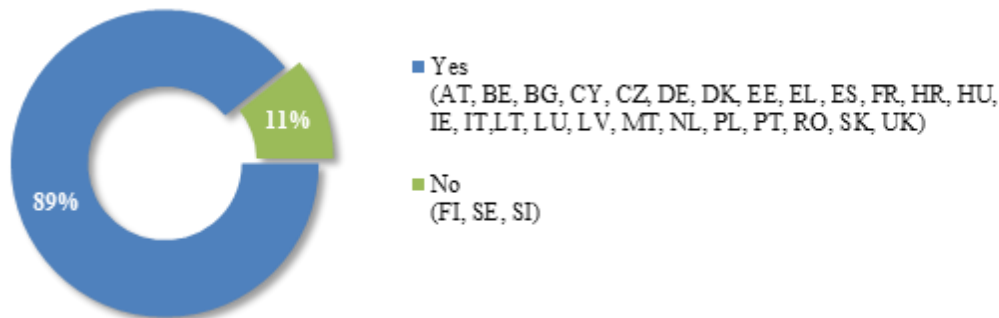 89%
11%
Yes
(AT, BE, BG, CY, CZ, DE, DK, EE, EL, ES, FR, HR, HU,
IE, IT,LT, LU, LV, MT, NL, PL, PT, RO, SK, UK)
No
(FI, SE, SI)